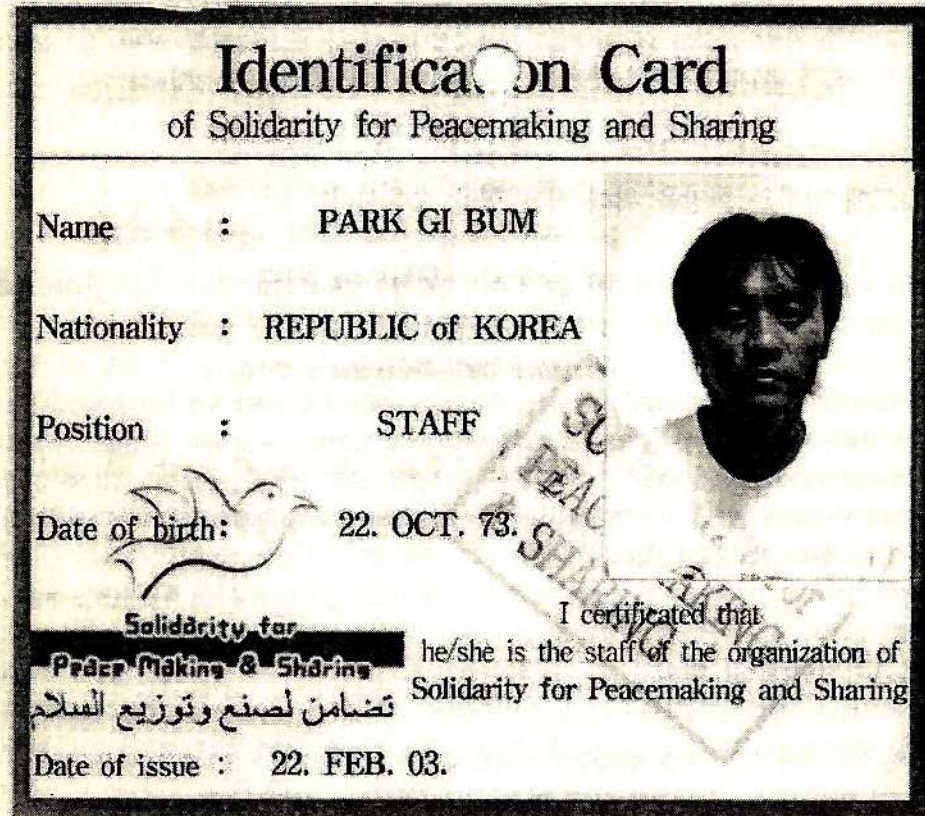 Identifica on Card
of Solidarity for Peacemaking and Sharing
Name : PARK GI BUM
Nationality : REPUBLIC of KOREA
Position : STAFF
Date of birth: 22. OCT. 73.
Solidarity for
Peace Making & Sharing
تضامن لصنع وتوزيع السلام
I certificated that
he/she is the staff of the organization of
Solidarity for Peacemaking and Sharing
Date of issue : 22. FEB. 03.
& SHARING